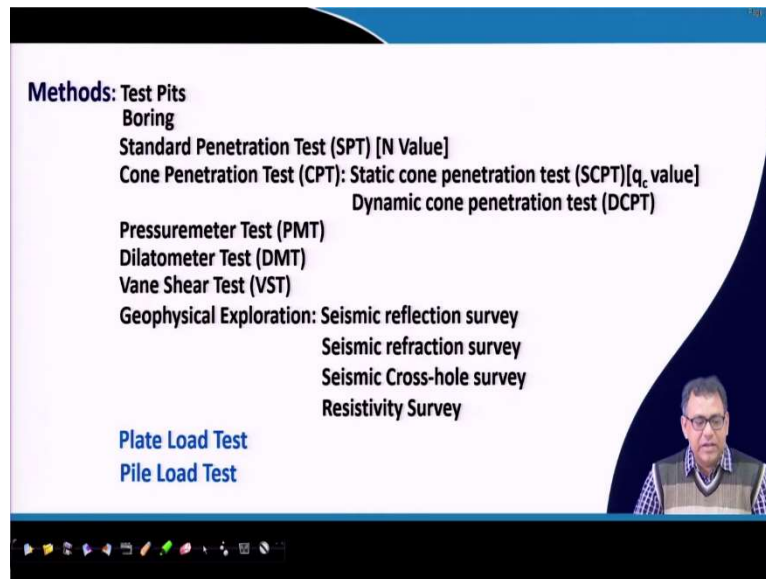 Methods: Test Pits
Boring
Standard Penetration Test (SPT) [N Value]
Cone Penetration Test (CPT): Static cone penetration test (SCPT)[qc value]
Dynamic cone penetration test (DCPT)
Pressuremeter Test (PMT)
Dilatometer Test (DMT)
Vane Shear Test (VST)
Geophysical Exploration: Seismic reflection survey
Seismic refraction survey
Seismic Cross-hole survey
Resistivity Survey
Plate Load Test
Pile Load Test